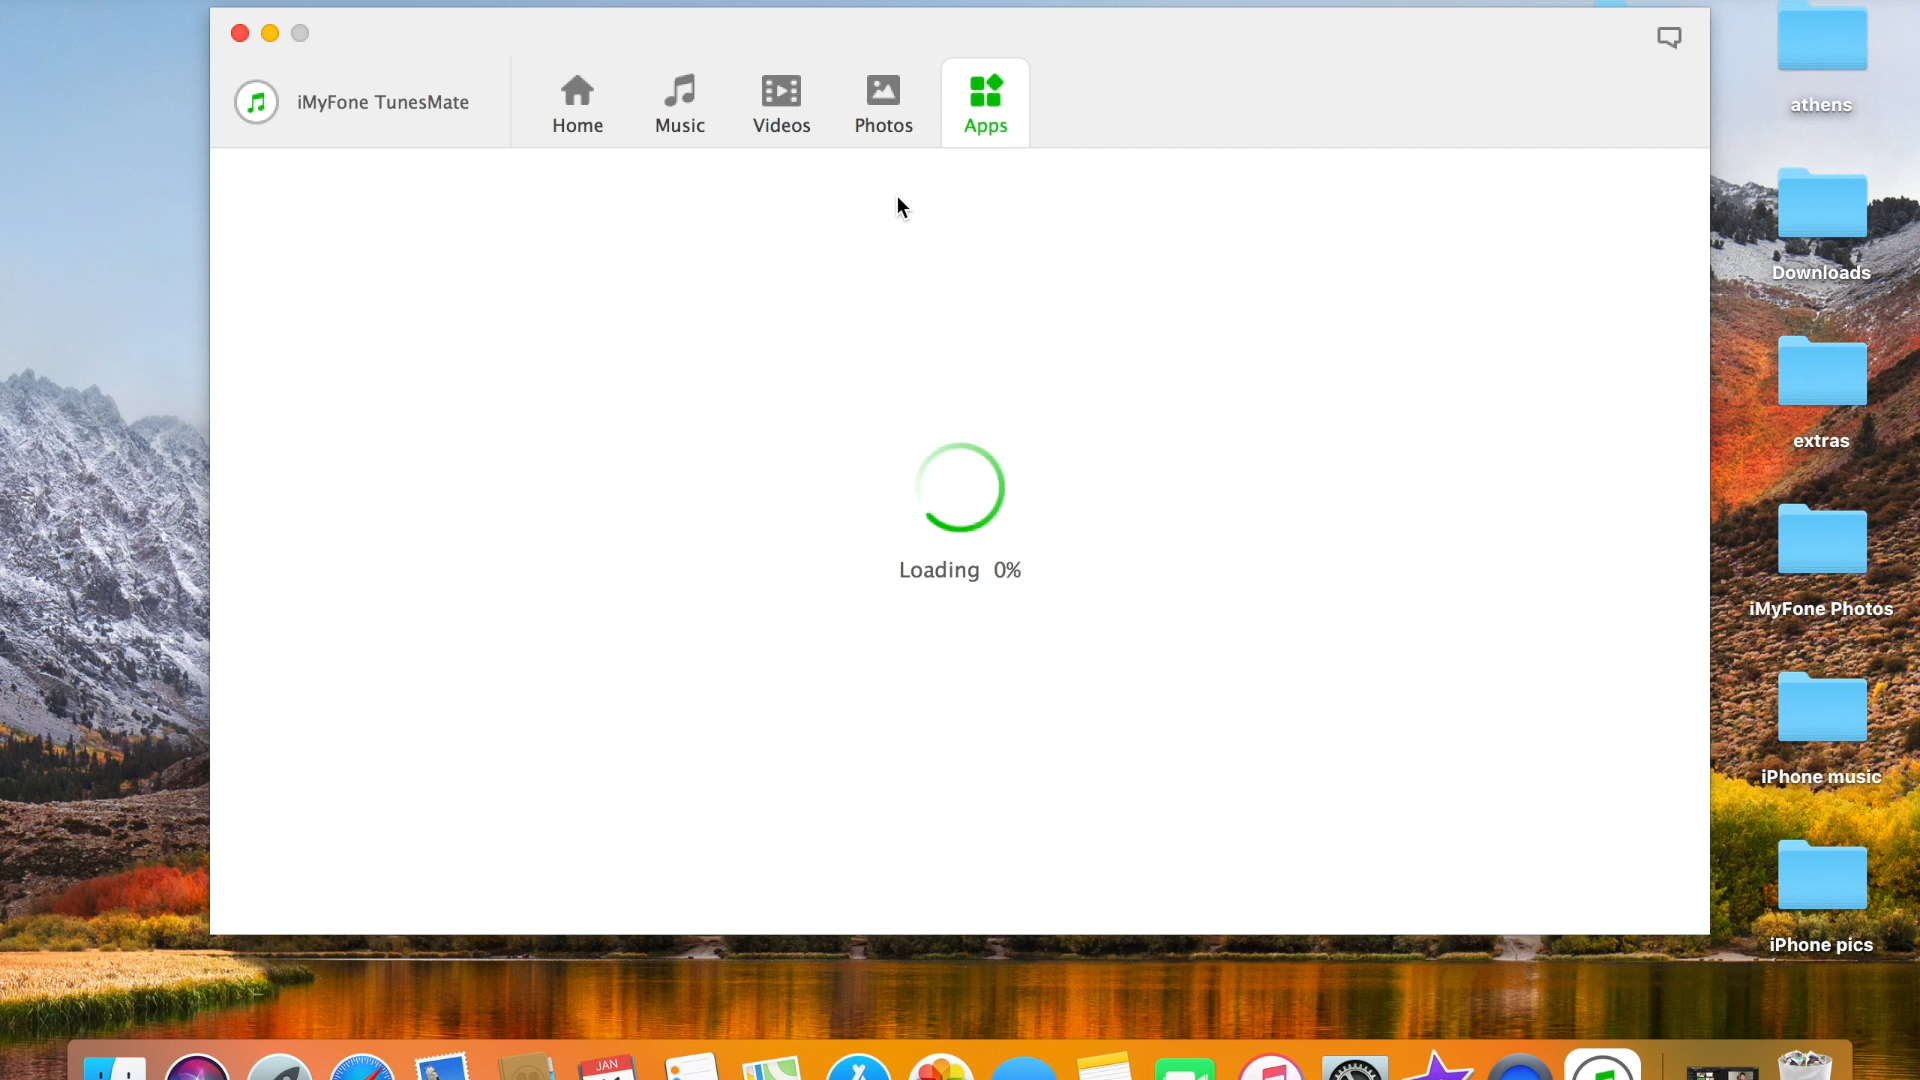 iMyFone TunesMate
Home
Music
Videos
Photos
Apps
Loading 0%
athens
Downloads
extras
iMyFone Photos
iPhone music
iPhone pics
JAN